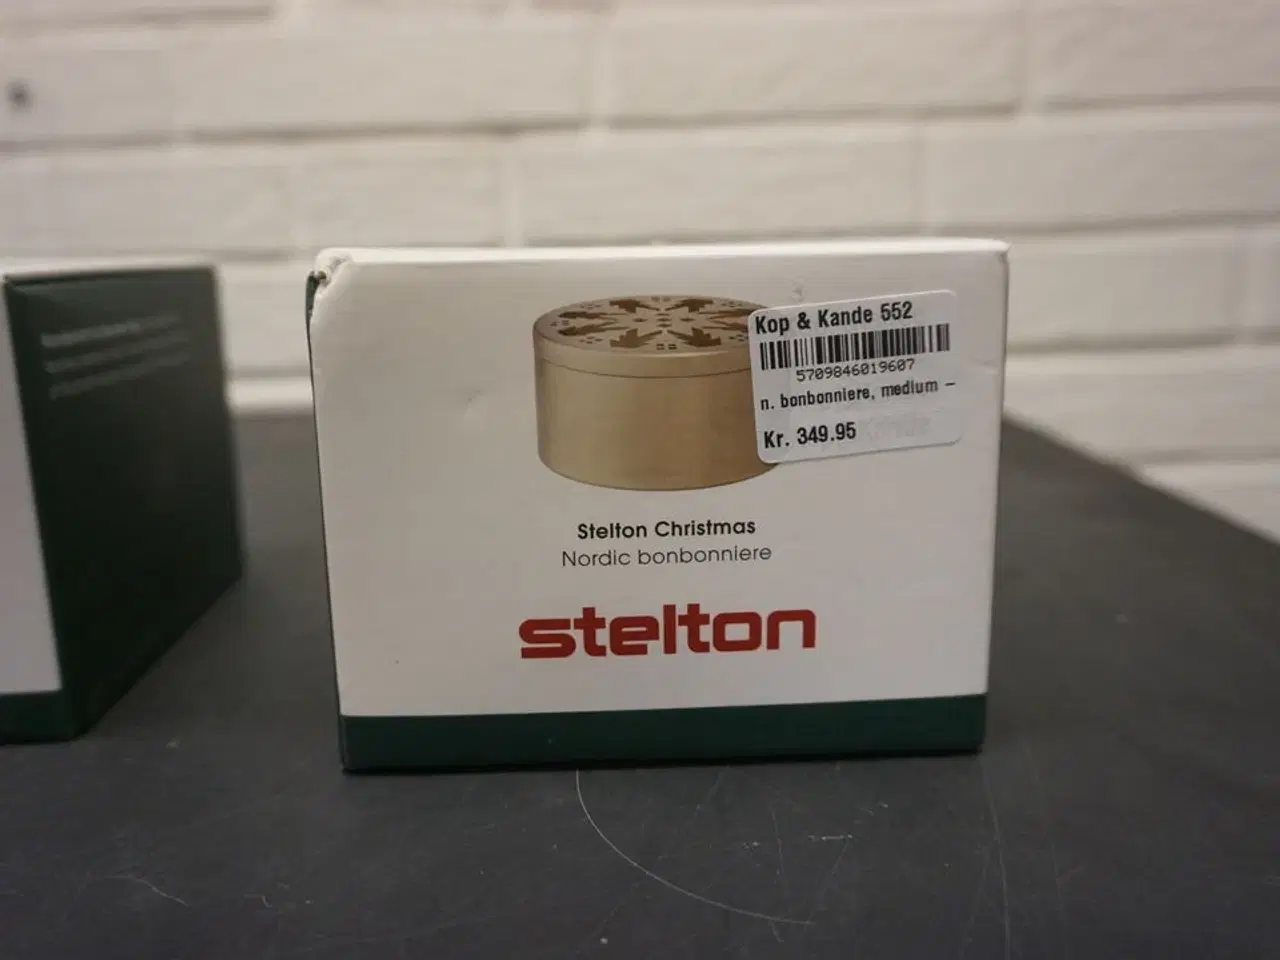 Kop & Kande 552
5709846019607
n. bonbonniere, medium –
Kr. 349.95
Stelton Christmas
Nordic bonbonniere
stelton